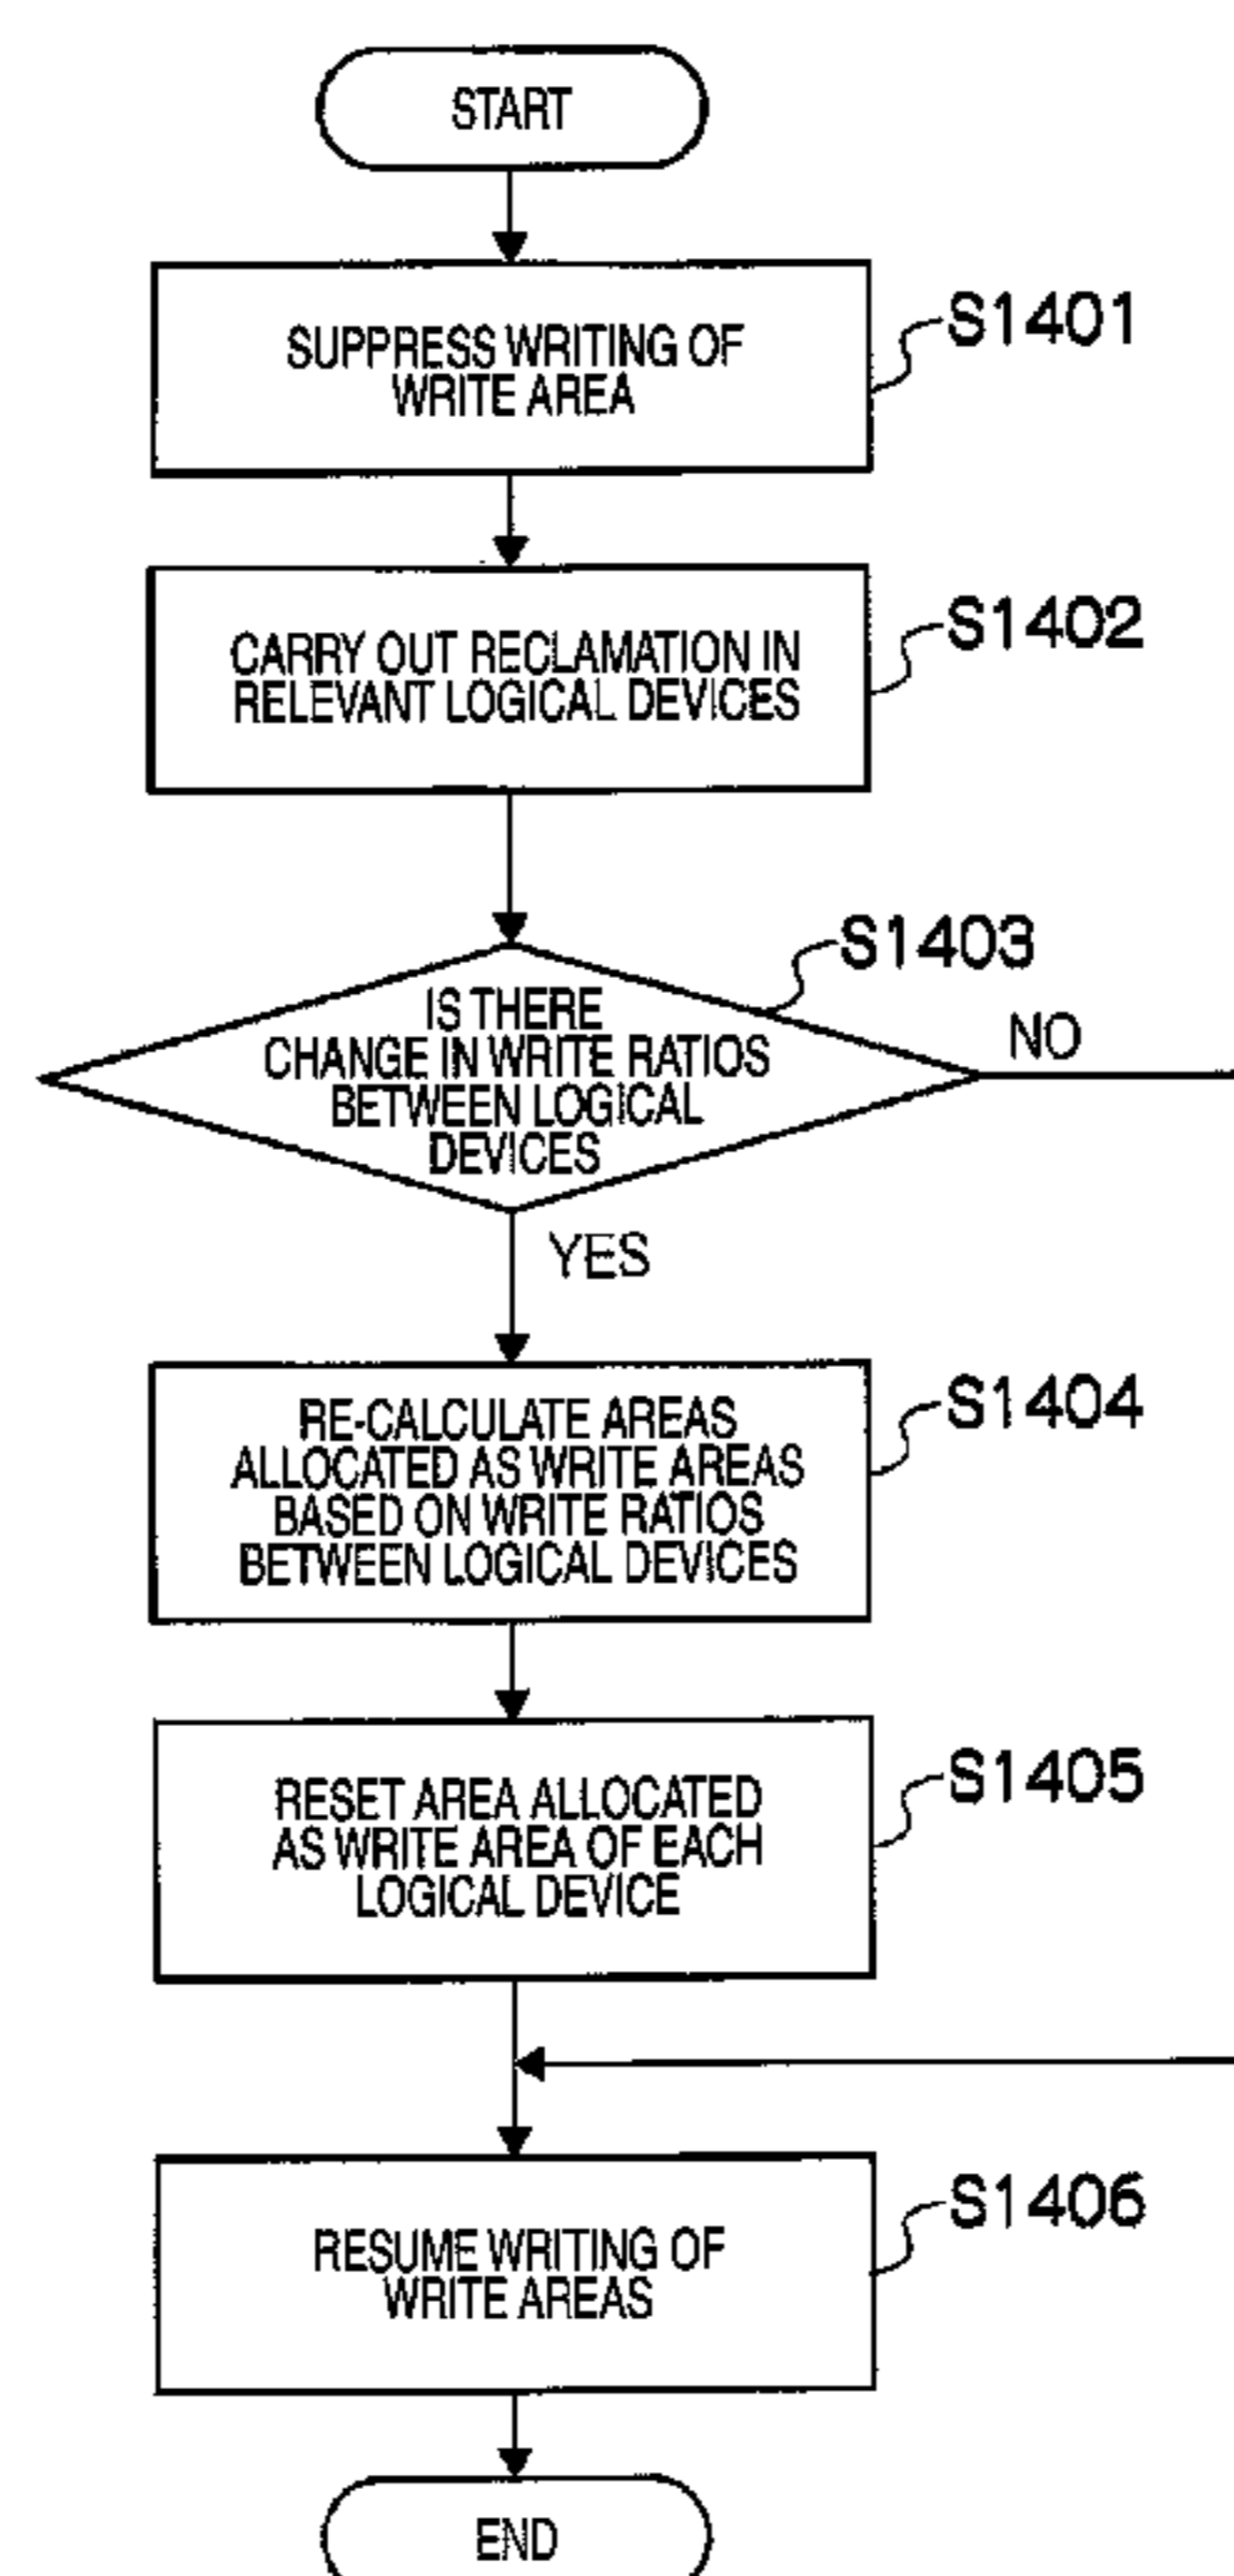 START
SUPPRESS WRITING OF
WRITE AREA
S1401
CARRY OUT RECLAMATION IN
RELEVANT LOGICAL DEVICES
S1402
IS THERE
CHANGE IN WRITE RATIOS
BETWEEN LOGICAL
DEVICES
S1403
NO
YES
RE-CALCULATE AREAS
ALLOCATED AS WRITE AREAS
BASED ON WRITE RATIOS
BETWEEN LOGICAL DEVICES
S1404
RESET AREA ALLOCATED
AS WRITE AREA OF EACH
LOGICAL DEVICE
S1405
RESUME WRITING OF
WRITE AREAS
S1406
END